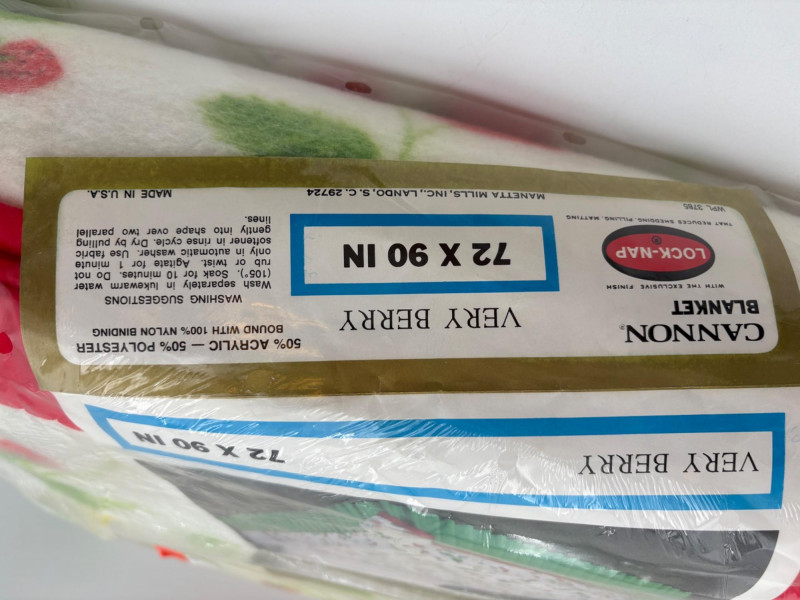 CANNON®
BLANKET
WITH THE EXCLUSIVE FINISH
LOCK-NAP®
THAT REDUCES SHEDDING, PILLING, MATTING
WPL 3765
VERY BERRY
72 X 90 IN
MANETTA MILLS, INC., LANDO, S. C. 29724
50% ACRYLIC — 50% POLYESTER
BOUND WITH 100% NYLON BINDING
WASHING SUGGESTIONS
Wash separately in lukewarm water
(105°). Soak for 10 minutes. Do not
rub or twist. Agitate for 1 minute
only in automatic washer. Use fabric
softener in rinse cycle. Dry by pulling
gently into shape over two parallel
lines.
MADE IN U.S.A.
VERY BERRY
72 X 90 IN